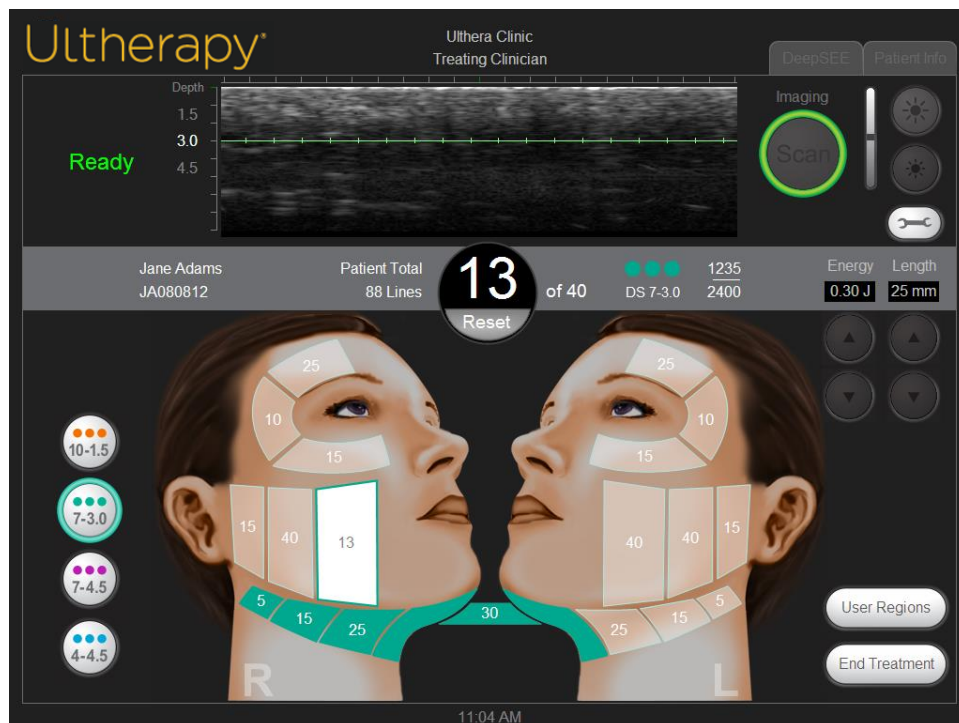 Ultherapy
Ulthera Clinic
Treating Clinician
DeepSEE
Patient Info
Depth
1.5
3.0
4.5
Ready
Imaging
Scan
Jane Adams
JA080812
Patient Total
88 Lines
13
of 40
Reset
DS 7-3.0
1235
2400
Energy
0.30 J
Length
25 mm
25
10
15
25
10
15
10-1.5
7-3.0
7-4.5
4-4.5
15
40
13
40
40
15
5
15
25
30
25
15
5
R
L
User Regions
End Treatment
11:04 AM